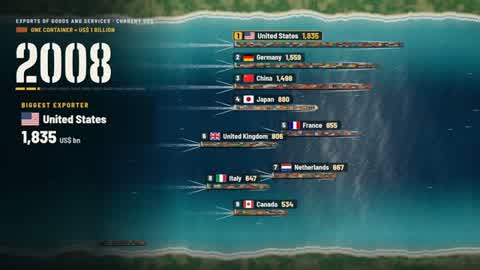 EXPORTS OF GOODS AND SERVICES · CURRENT US$
ONE CONTAINER = US$ 1 BILLION
2008
BIGGEST EXPORTER
United States
1,835 US$ bn
1 United States 1,835
2 Germany 1,559
3 China 1,498
4 Japan 880
5 France 855
6 United Kingdom 806
7 Netherlands 667
8 Italy 647
9 Canada 534